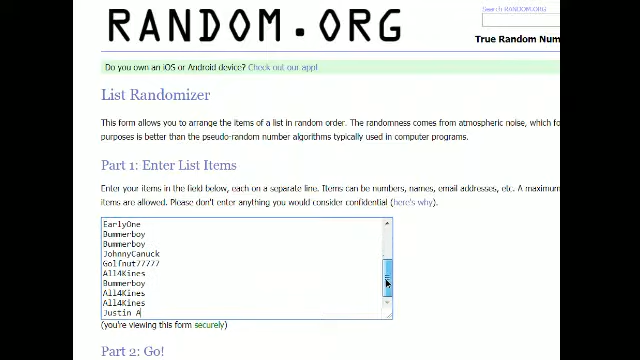 RANDOM.ORG
Search RANDOM.ORG
True Random Num
Do you own an iOS or Android device? Check out our app!
List Randomizer
This form allows you to arrange the items of a list in random order. The randomness comes from atmospheric noise, which fo
purposes is better than the pseudo-random number algorithms typically used in computer programs.
Part 1: Enter List Items
Enter your items in the field below, each on a separate line. Items can be numbers, names, email addresses, etc. A maximum
items are allowed. Please don't enter anything you would consider confidential (here's why).
EarlyOne
Bummerboy
Bummerboy
JohnnyCanuck
Golfnut77777
All4Kines
Bummerboy
All4Kines
All4Kines
Justin A
(you're viewing this form securely)
Part 2: Go!